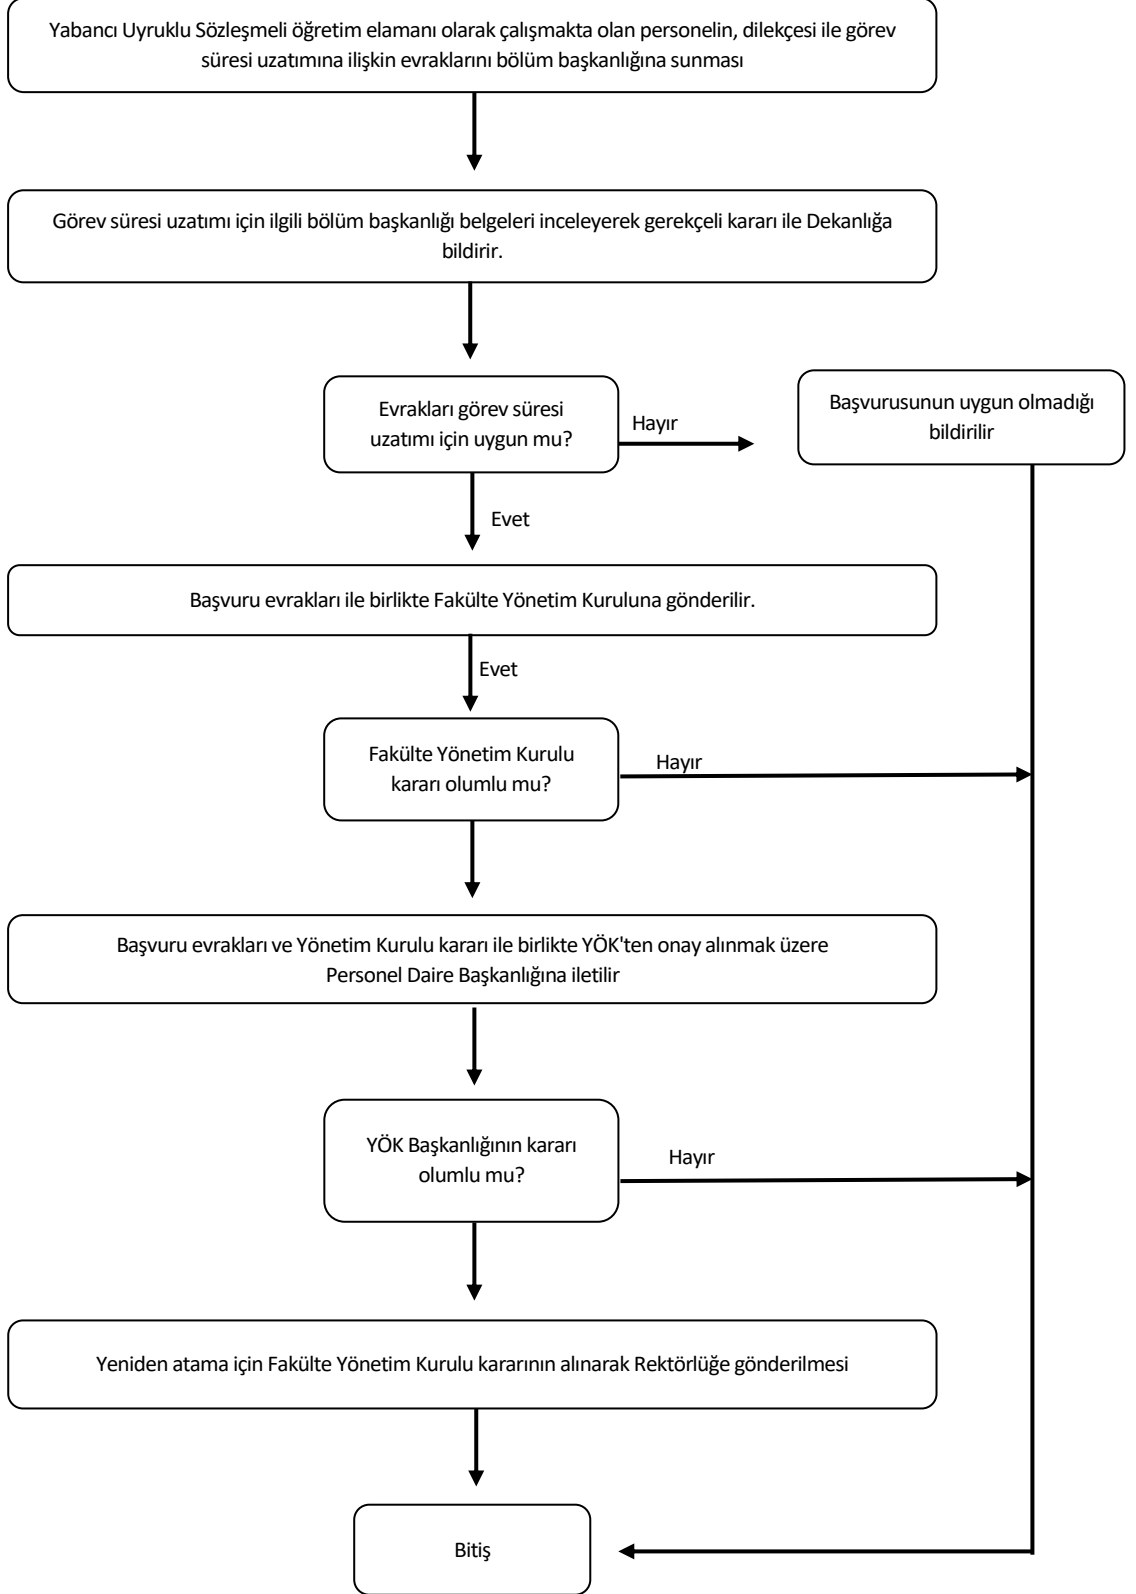 Yabancı Uyruklu Sözleşmeli öğretim elamanı olarak çalışmakta olan personelin, dilekçesi ile görev
süresi uzatımına ilişkin evraklarını bölüm başkanlığına sunması
Görev süresi uzatımı için ilgili bölüm başkanlığı belgeleri inceleyerek gerekçeli kararı ile Dekanlığa
bildirir.
Evrakları görev süresi
uzatımı için uygun mu?
Hayır
Başvurusunun uygun olmadığı
bildirilir
Evet
Başvuru evrakları ile birlikte Fakülte Yönetim Kuruluna gönderilir.
Evet
Fakülte Yönetim Kurulu
kararı olumlu mu?
Hayır
Başvuru evrakları ve Yönetim Kurulu kararı ile birlikte YÖK'ten onay alınmak üzere
Personel Daire Başkanlığına iletilir
YÖK Başkanlığının kararı
olumlu mu?
Hayır
Yeniden atama için Fakülte Yönetim Kurulu kararının alınarak Rektörlüğe gönderilmesi
Bitiş